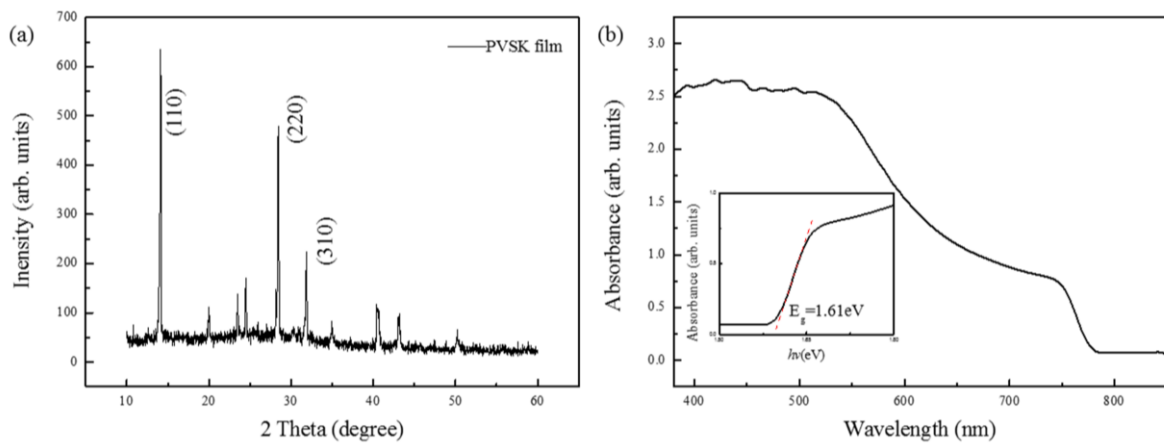 (a)
700
600
500
400
300
200
100
0
Inensity (arb. units)
PVSK film
(110)
(220)
(310)
10
20
30
40
50
60
2 Theta (degree)
(b)
3.0
2.5
2.0
1.5
1.0
0.5
0.0
Absorbance (arb. units)
Absorbance (arb. units)
E_g=1.61eV
hν(eV)
400
500
600
700
800
Wavelength (nm)